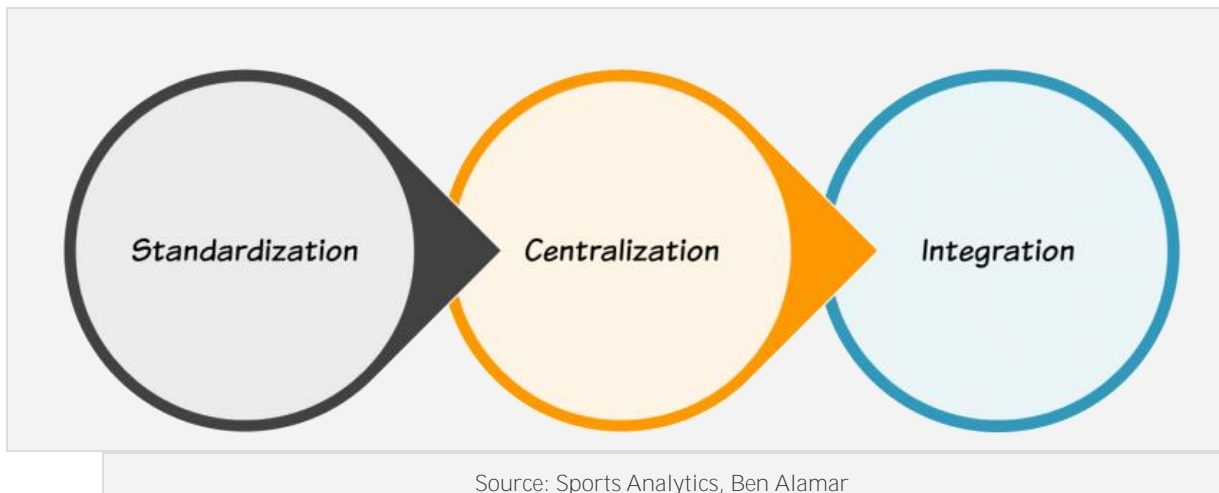 Standardization
Centralization
Integration
Source: Sports Analytics, Ben Alamar